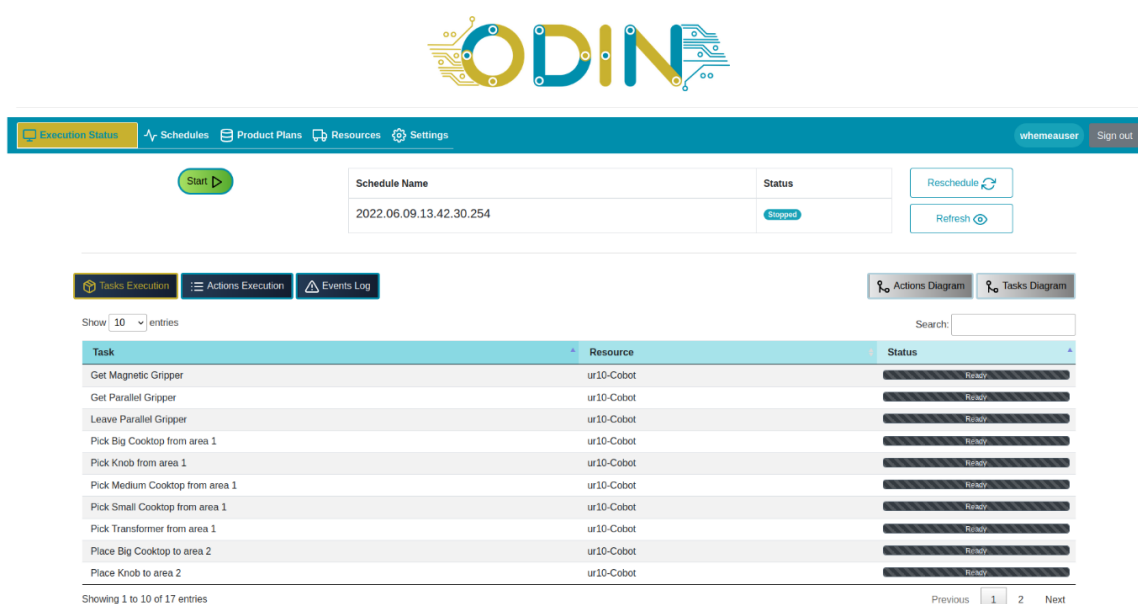 ODIN
Execution Status Schedules Product Plans Resources Settings whemeauser Sign out
Start
Schedule Name Status
2022.06.09.13.42.30.254 Stopped
Reschedule
Refresh
Tasks Execution Actions Execution Events Log Actions Diagram Tasks Diagram
Show 10 entries Search:
Task Resource Status
Get Magnetic Gripper ur10-Cobot Ready
Get Parallel Gripper ur10-Cobot Ready
Leave Parallel Gripper ur10-Cobot Ready
Pick Big Cooktop from area 1 ur10-Cobot Ready
Pick Knob from area 1 ur10-Cobot Ready
Pick Medium Cooktop from area 1 ur10-Cobot Ready
Pick Small Cooktop from area 1 ur10-Cobot Ready
Pick Transformer from area 1 ur10-Cobot Ready
Place Big Cooktop to area 2 ur10-Cobot Ready
Place Knob to area 2 ur10-Cobot Ready
Showing 1 to 10 of 17 entries Previous 1 2 Next